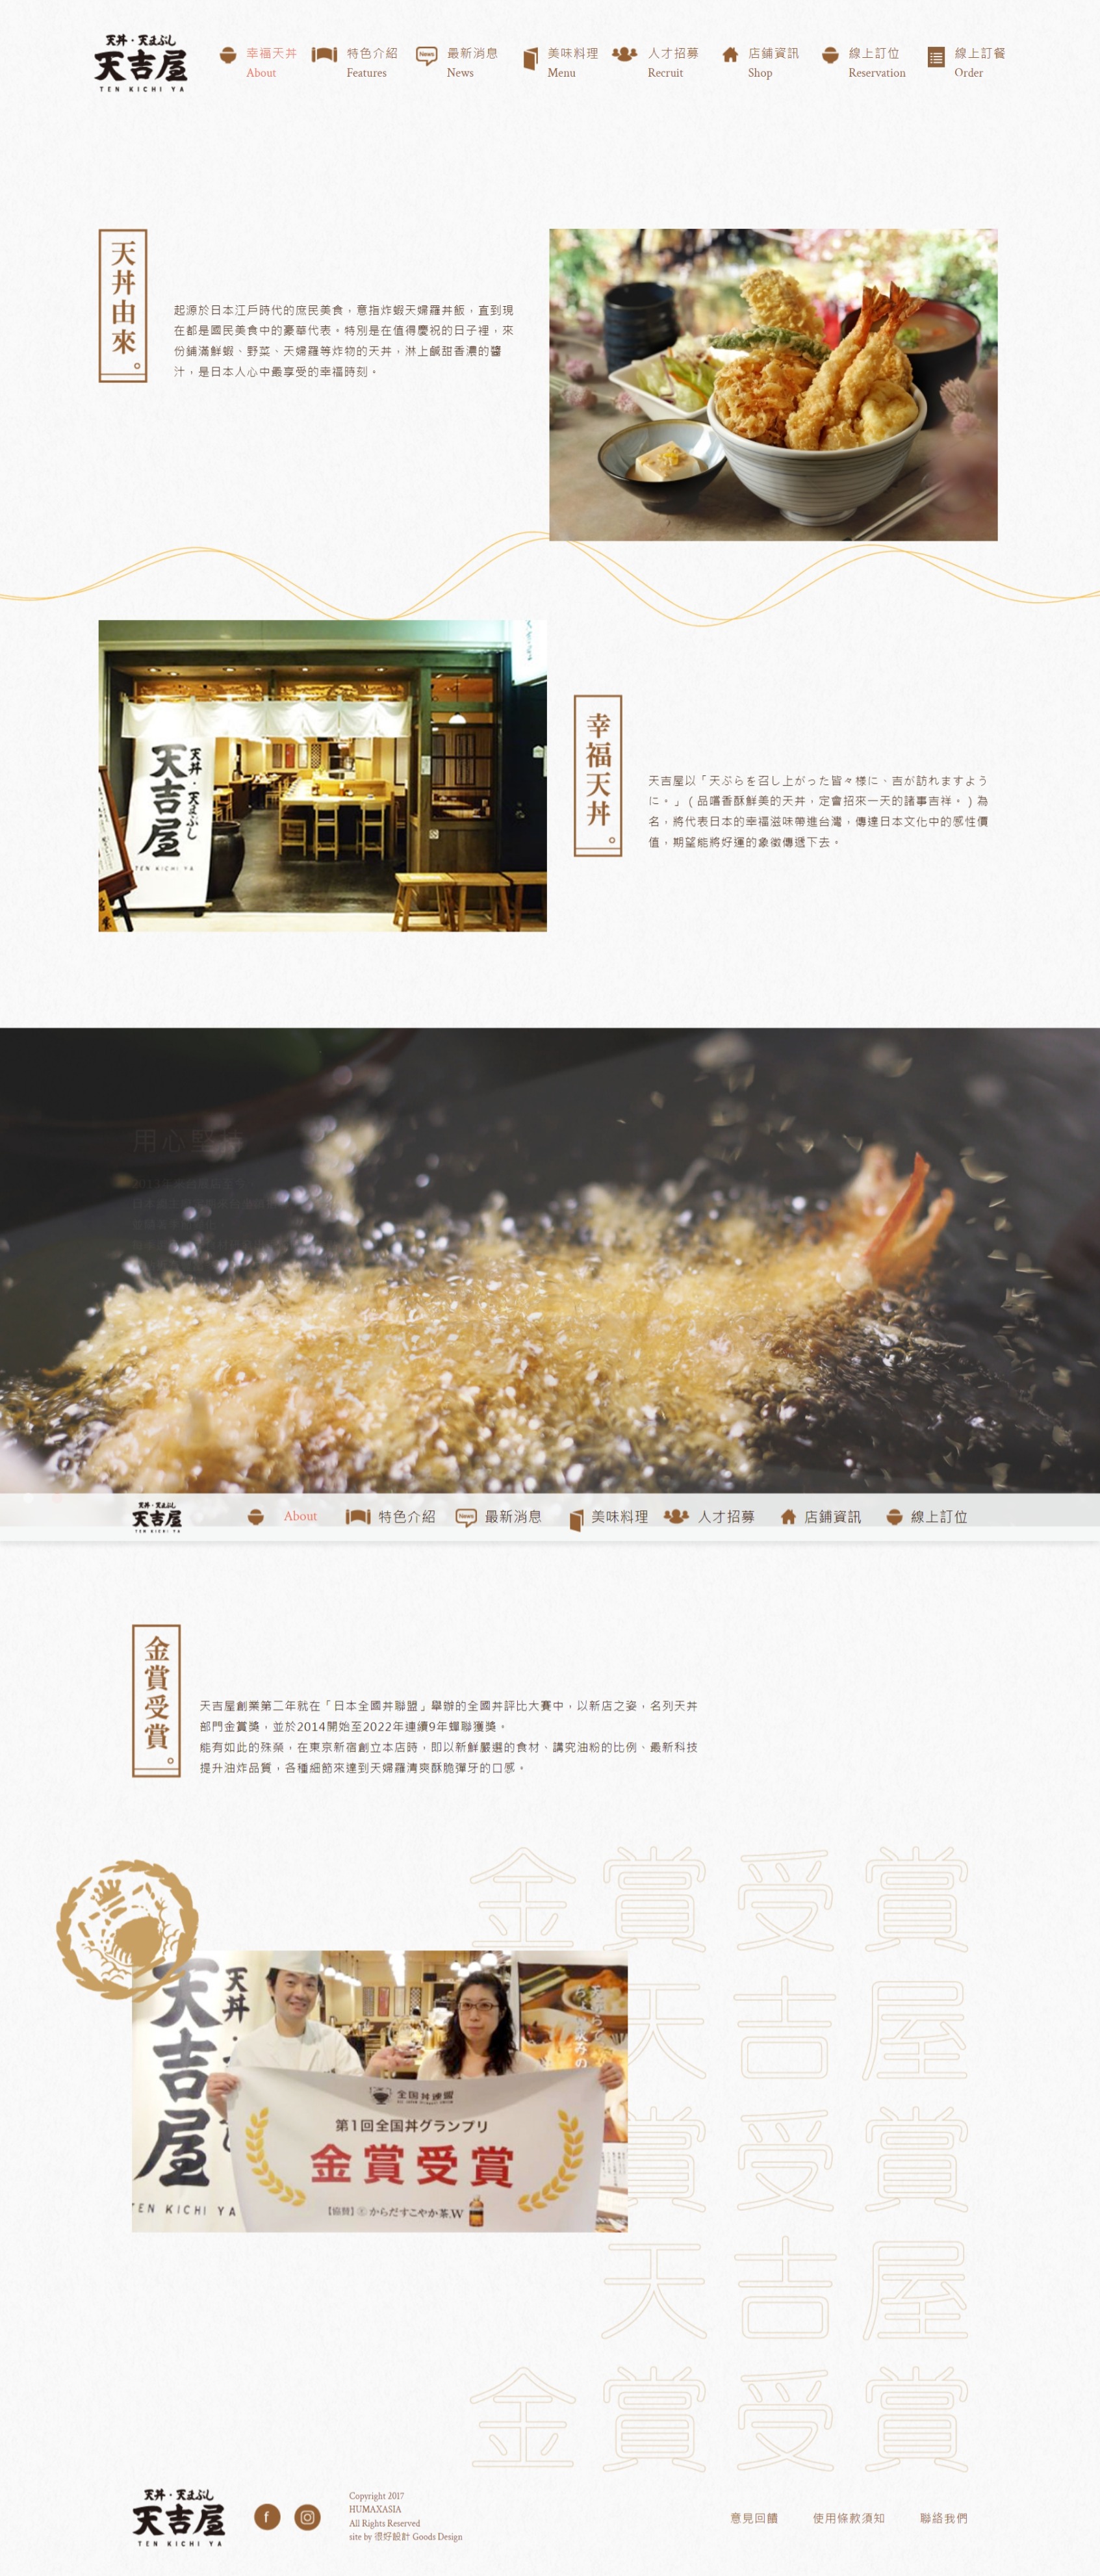 天丼・天まぶし
天吉屋
TEN KICHI YA
幸福天丼
About
特色介紹
Features
News
最新消息
News
美味料理
Menu
人才招募
Recruit
店鋪資訊
Shop
線上訂位
Reservation
線上訂餐
Order
天丼由來。
起源於日本江戶時代的庶民美食，意指炸蝦天婦羅丼飯，直到現
在都是國民美食中的豪華代表。特別是在值得慶祝的日子裡，來
份鋪滿鮮蝦、野菜、天婦羅等炸物的天丼，淋上鹹甜香濃的醬
汁，是日本人心中最享受的幸福時刻。
天丼・天まぶし
天吉屋
TEN KICHI YA
幸福天丼。
天吉屋以「天ぷらを召し上がった皆々様に、吉が訪れますよう
に。」（品嚐香酥鮮美的天丼，定會招來一天的諸事吉祥。）為
名，將代表日本的幸福滋味帶進台灣，傳達日本文化中的感性價
值，期望能將好運的象徵傳遞下去。
用心堅持
天丼・天まぶし
天吉屋
TEN KICHI YA
About
特色介紹
News
最新消息
美味料理
人才招募
店鋪資訊
線上訂位
金賞受賞。
天吉屋創業第二年就在「日本全國丼聯盟」舉辦的全國丼評比大賽中，以新店之姿，名列天丼
部門金賞獎，並於2014開始至2022年連續9年蟬聯獲獎。
能有如此的殊榮，在東京新宿創立本店時，即以新鮮嚴選的食材、講究油粉的比例、最新科技
提升油炸品質，各種細節來達到天婦羅清爽酥脆彈牙的口感。
金賞受賞
天吉屋
賞受賞
天吉屋
金賞受賞
天丼・
天吉屋
TEN KICHI YA
全国丼連盟
第1回全国丼グランプリ
金賞受賞
【協賛】からだすこやか茶W
天丼・天まぶし
天吉屋
TEN KICHI YA
Copyright 2017
HUMAXASIA
All Rights Reserved
site by 很好設計 Goods Design
意見回饋
使用條款須知
聯絡我們